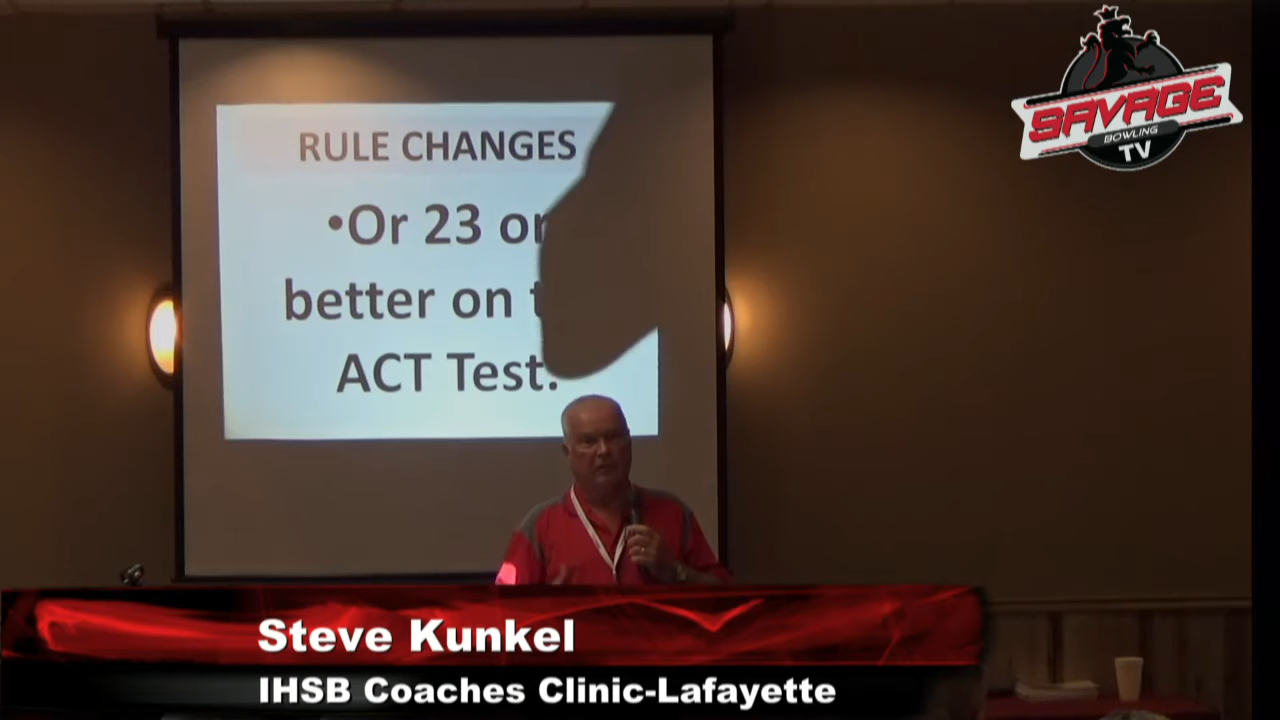 SAVAGE
BOWLING
TV
RULE CHANGES
•Or 23 or
better on
ACT Test.
Steve Kunkel
IHSB Coaches Clinic-Lafayette